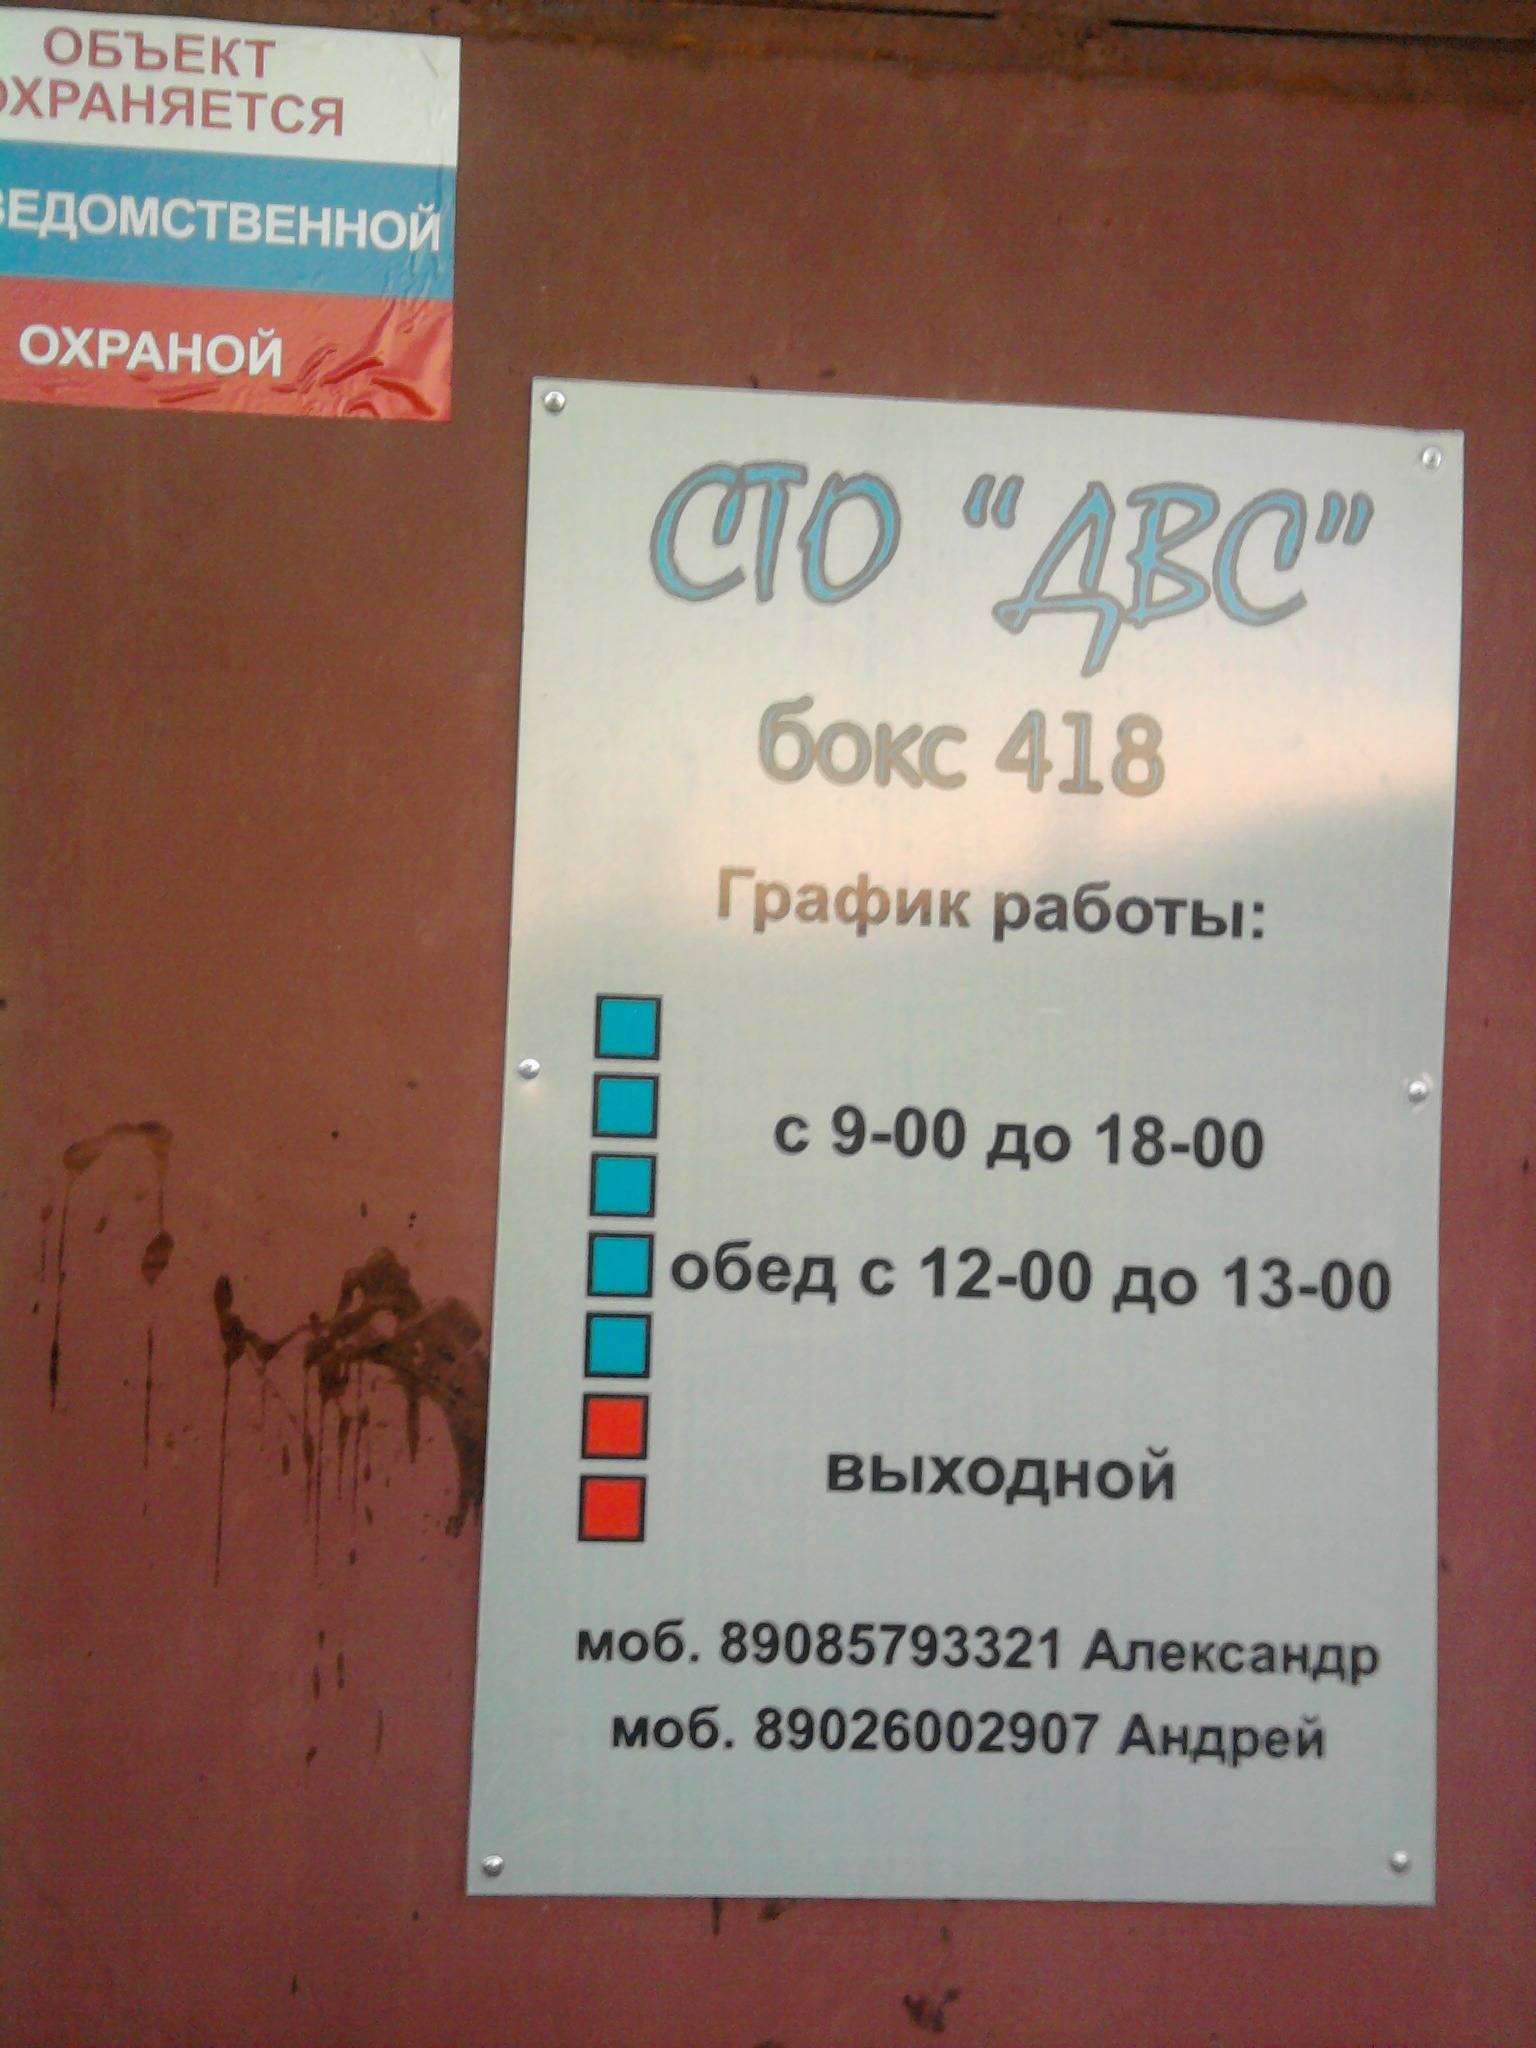 ОБЪЕКТ
ОХРАНЯЕТСЯ
ВЕДОМСТВЕННОЙ
ОХРАНОЙ
СТО “ДВС”
бокс 418
График работы:
с 9-00 до 18-00
обед с 12-00 до 13-00
выходной
моб. 89085793321 Александр
моб. 89026002907 Андрей